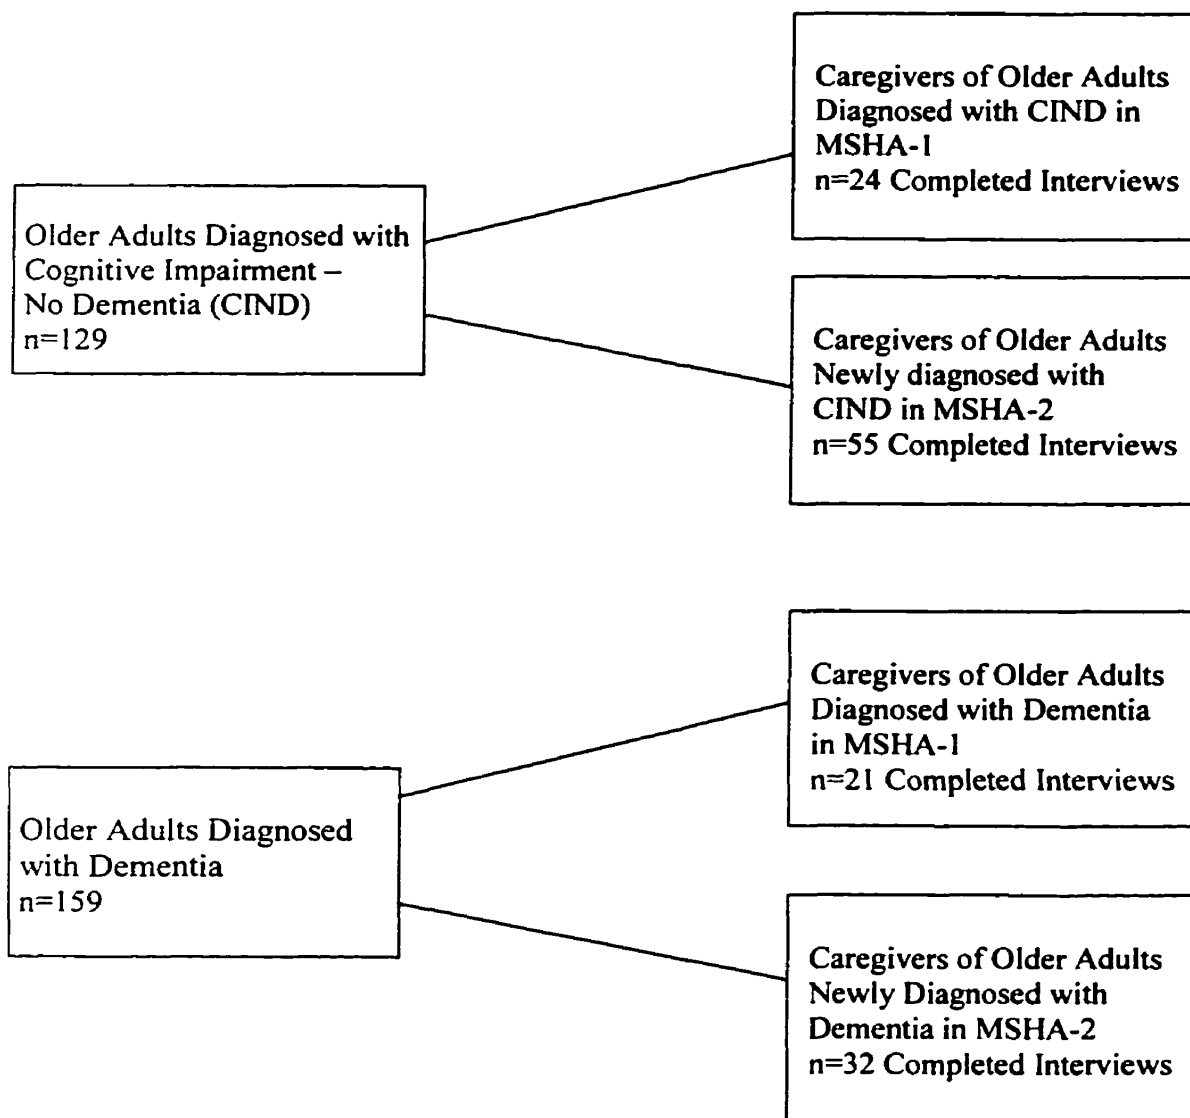 Caregivers of Older Adults
Diagnosed with CIND in
MSHA-1
n=24 Completed Interviews
Older Adults Diagnosed with
Cognitive Impairment –
No Dementia (CIND)
n=129
Caregivers of Older Adults
Newly diagnosed with
CIND in MSHA-2
n=55 Completed Interviews
Caregivers of Older Adults
Diagnosed with Dementia
in MSHA-1
n=21 Completed Interviews
Older Adults Diagnosed
with Dementia
n=159
Caregivers of Older Adults
Newly Diagnosed with
Dementia in MSHA-2
n=32 Completed Interviews